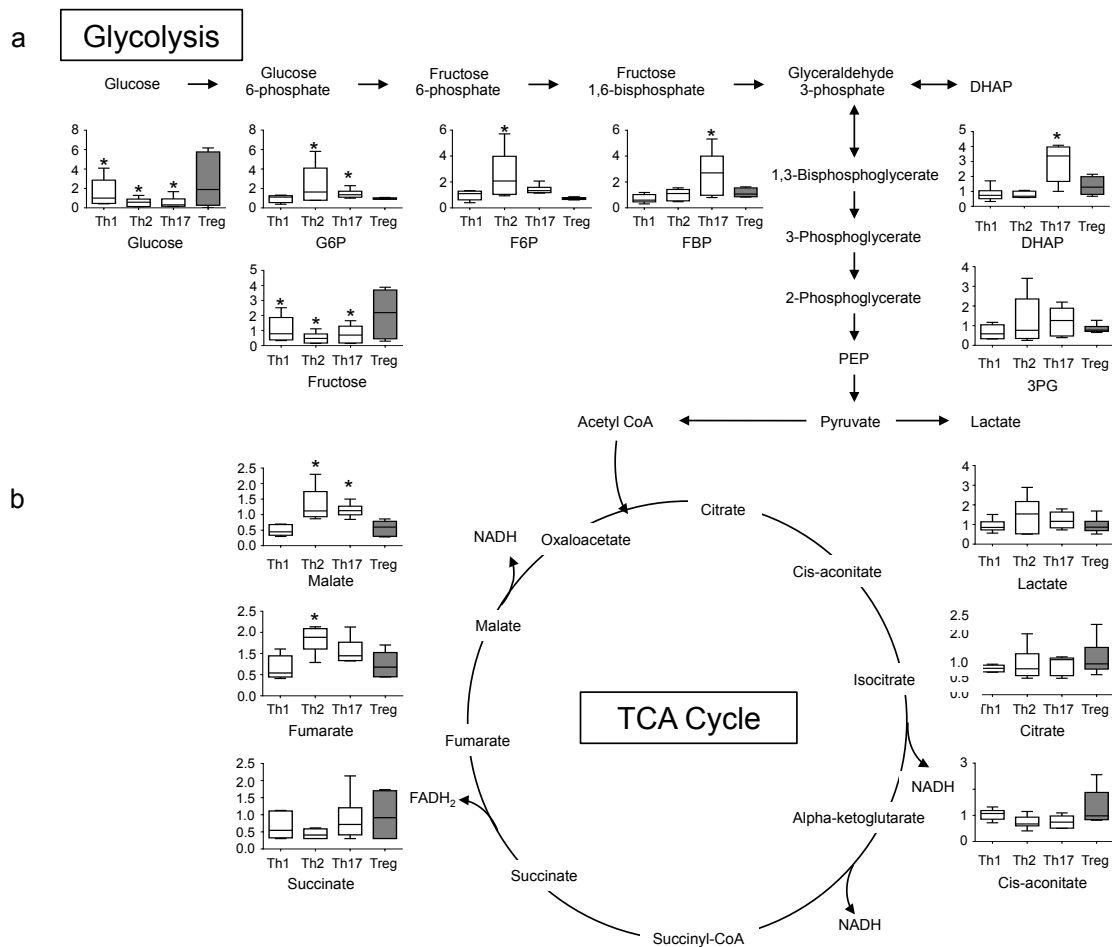 a
Glycolysis
Glucose
Glucose
6-phosphate
Fructose
6-phosphate
Fructose
1,6-bisphosphate
Glyceraldehyde
3-phosphate
DHAP
8
6
4
2
0
* * *
Th1 Th2 Th17 Treg
Glucose
8
6
4
2
0
* *
Th1 Th2 Th17 Treg
G6P
6
4
2
0
*
Th1 Th2 Th17 Treg
F6P
6
4
2
0
*
Th1 Th2 Th17 Treg
FBP
1,3-Bisphosphoglycerate
5
4
3
2
1
0
*
Th1 Th2 Th17 Treg
DHAP
3-Phosphoglycerate
2-Phosphoglycerate
PEP
5
4
3
2
1
0
* * *
Th1 Th2 Th17 Treg
Fructose
4
3
2
1
0
Th1 Th2 Th17 Treg
3PG
Acetyl CoA
Pyruvate
Lactate
b
2.5
2.0
1.5
1.0
0.5
0.0
* *
Th1 Th2 Th17 Treg
Malate
2.5
2.0
1.5
0.5
0.0
*
Th1 Th2 Th17 Treg
Fumarate
2.5
2.0
1.5
1.0
0.5
0.0
Th1 Th2 Th17 Treg
Succinate
TCA Cycle
Citrate
Cis-aconitate
Isocitrate
NADH
Alpha-ketoglutarate
NADH
Succinyl-CoA
Succinate
FADH₂
Fumarate
Malate
NADH
Oxaloacetate
4
3
2
1
0
Th1 Th2 Th17 Treg
Lactate
2.5
2.0
1.0
0.0
Th1 Th2 Th17 Treg
Citrate
3
1
0
Th1 Th2 Th17 Treg
Cis-aconitate